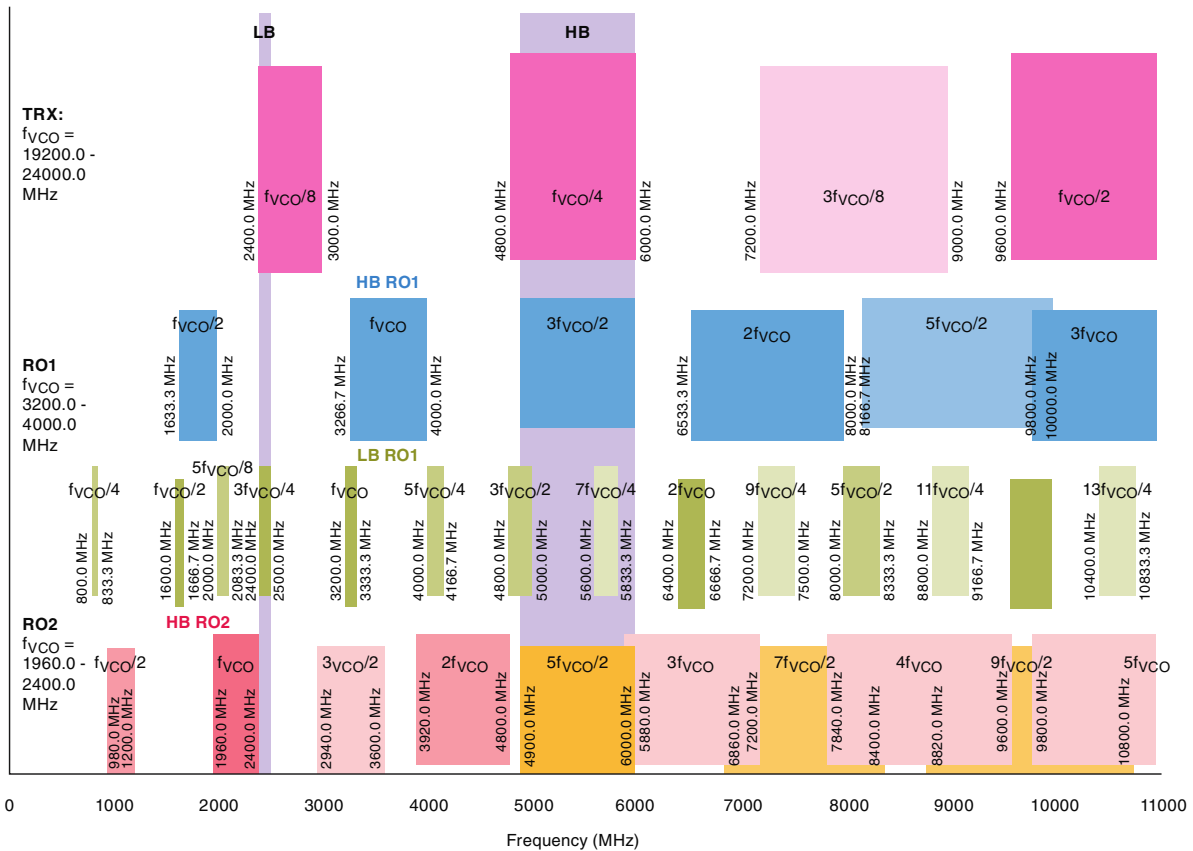 LB
HB
TRX:
fVCO =
19200.0 -
24000.0
MHz
2400.0 MHz
fVCO/8
3000.0 MHz
4800.0 MHz
fVCO/4
6000.0 MHz
7200.0 MHz
3fVCO/8
9000.0 MHz
9600.0 MHz
fVCO/2
HB RO1
RO1
fVCO =
3200.0 -
4000.0
MHz
fVCO/2
1633.3 MHz
2000.0 MHz
fVCO
3266.7 MHz
4000.0 MHz
3fVCO/2
2fVCO
6533.3 MHz
8000.0 MHz
8166.7 MHz
5fVCO/2
9800.0 MHz
10000.0 MHz
3fVCO
LB RO1
fVCO/4
800.0 MHz
833.3 MHz
fVCO/2
1600.0 MHz
1666.7 MHz
5fVCO/8
2000.0 MHz
2083.3 MHz
3fVCO/4
2400.0 MHz
2500.0 MHz
fVCO
3200.0 MHz
3333.3 MHz
5fVCO/4
4000.0 MHz
4166.7 MHz
3fVCO/2
4800.0 MHz
5000.0 MHz
7fVCO/4
5600.0 MHz
5833.3 MHz
2fVCO
6400.0 MHz
6666.7 MHz
9fVCO/4
7200.0 MHz
7500.0 MHz
5fVCO/2
8000.0 MHz
8333.3 MHz
11fVCO/4
8800.0 MHz
9166.7 MHz
13fVCO/4
10400.0 MHz
10833.3 MHz
HB RO2
RO2
fVCO =
1960.0 -
2400.0
MHz
fVCO/2
980.0 MHz
1200.0 MHz
fVCO
1960.0 MHz
2400.0 MHz
3VCO/2
2940.0 MHz
3600.0 MHz
2fVCO
3920.0 MHz
4800.0 MHz
5fVCO/2
4900.0 MHz
6000.0 MHz
5880.0 MHz
3fVCO
6860.0 MHz
7200.0 MHz
7fVCO/2
7840.0 MHz
8400.0 MHz
4fVCO
8820.0 MHz
9600.0 MHz
9fVCO/2
9800.0 MHz
10800.0 MHz
5fVCO
0 1000 2000 3000 4000 5000 6000 7000 8000 9000 10000 11000
Frequency (MHz)